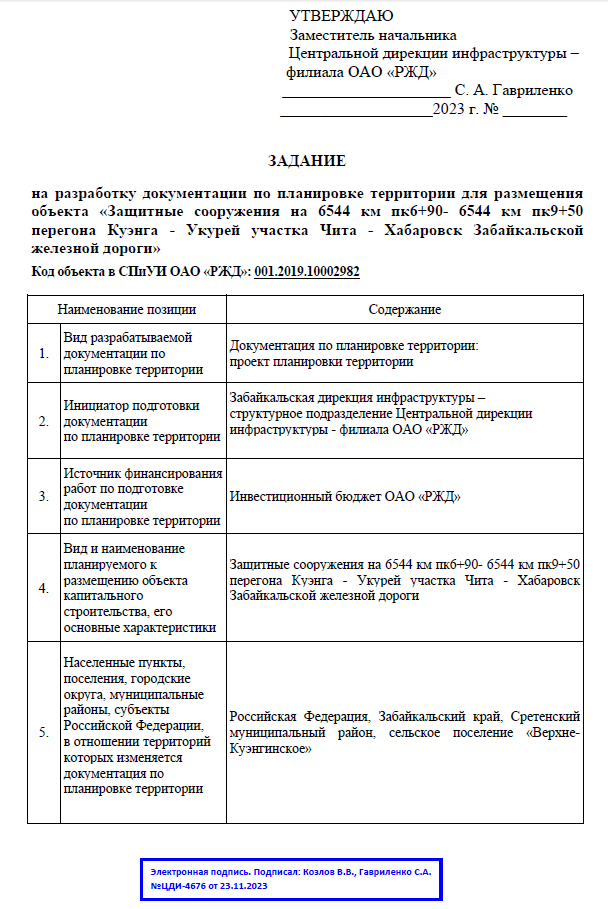 УТВЕРЖДАЮ
Заместитель начальника
Центральной дирекции инфраструктуры –
филиала ОАО «РЖД»
______________________ С. А. Гавриленко
____________________2023 г. № ________
ЗАДАНИЕ
на разработку документации по планировке территории для размещения
объекта «Защитные сооружения на 6544 км пк6+90- 6544 км пк9+50
перегона Куэнга - Укурей участка Чита - Хабаровск Забайкальской
железной дороги»
Код объекта в СПиУИ ОАО «РЖД»: 001.2019.10002982
Наименование позиции
Содержание
1.
Вид разрабатываемой
документации по
планировке территории
Документация по планировке территории:
проект планировки территории
2.
Инициатор подготовки
документации
по планировке территории
Забайкальская дирекция инфраструктуры –
структурное подразделение Центральной дирекции
инфраструктуры - филиала ОАО «РЖД»
3.
Источник финансирования
работ по подготовке
документации
по планировке территории
Инвестиционный бюджет ОАО «РЖД»
4.
Вид и наименование
планируемого к
размещению объекта
капитального
строительства, его
основные характеристики
Защитные сооружения на 6544 км пк6+90- 6544 км пк9+50
перегона Куэнга - Укурей участка Чита - Хабаровск
Забайкальской железной дороги
5.
Населенные пункты,
поселения, городские
округа, муниципальные
районы, субъекты
Российской Федерации,
в отношении территорий
которых изменяется
документация по
планировке территории
Российская Федерация, Забайкальский край, Сретенский
муниципальный район, сельское поселение «Верхне-
Куэнгинское»
Электронная подпись. Подписал: Козлов В.В., Гавриленко С.А.
№ЦДИ-4676 от 23.11.2023